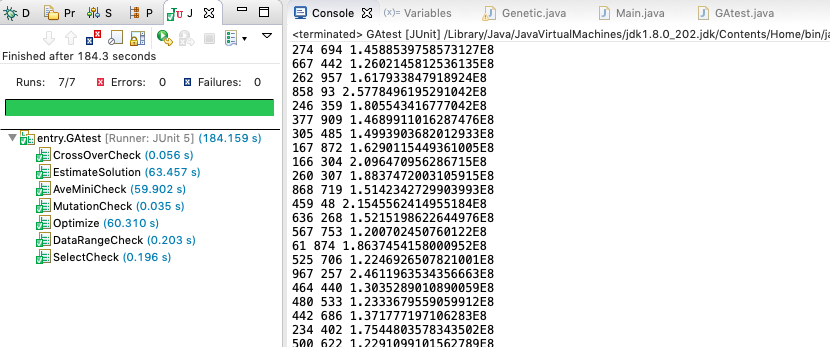 D Pr S P J
Finished after 184.3 seconds
Runs: 7/7 Errors: 0 Failures: 0
entry.GAtest [Runner: JUnit 5] (184.159 s)
CrossOverCheck (0.056 s)
EstimateSolution (63.457 s)
AveMiniCheck (59.902 s)
MutationCheck (0.035 s)
Optimize (60.310 s)
DataRangeCheck (0.203 s)
SelectCheck (0.196 s)
Console Variables Genetic.java Main.java GAtest.java
<terminated> GAtest [JUnit] /Library/Java/JavaVirtualMachines/jdk1.8.0_202.jdk/Contents/Home/bin/ja
274 694 1.4588539758573127E8
667 442 1.2602145812536135E8
262 957 1.617933847918924E8
858 93 2.5778496195291042E8
246 359 1.805543416777042E8
377 909 1.4689911016287476E8
305 485 1.4993903682012933E8
167 872 1.6290115449361005E8
166 304 2.096470956286715E8
260 307 1.8837472003105915E8
868 719 1.5142342729903993E8
459 48 2.1545562414955184E8
636 268 1.5215198622644976E8
567 753 1.200702450760122E8
61 874 1.8637454158000952E8
525 706 1.2246926507821001E8
967 257 2.4611963534356663E8
464 440 1.3035289010890059E8
480 533 1.2333679559059912E8
442 686 1.371777197106283E8
234 402 1.7544803578343502E8
500 622 1.2291099101562789E8